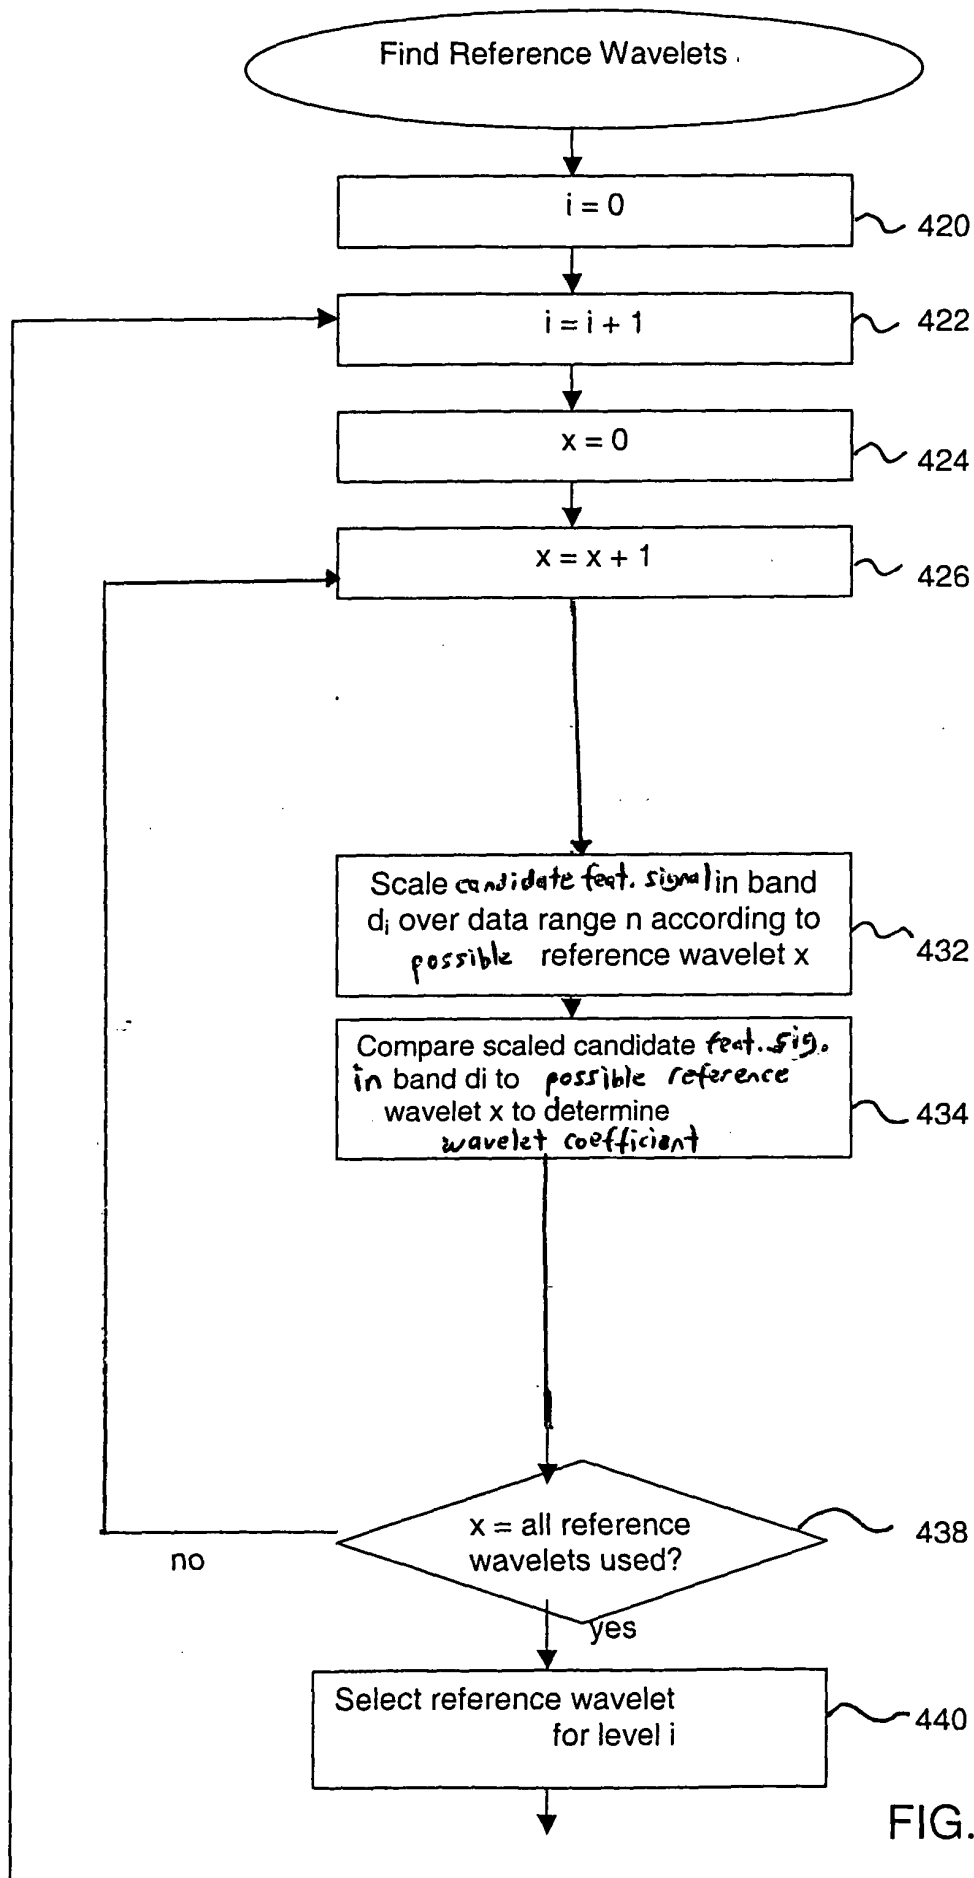 Find Reference Wavelets
i = 0
420
i = i + 1
422
x = 0
424
x = x + 1
426
Scale candidate feat. signal in band
dᵢ over data range n according to
possible reference wavelet x
432
Compare scaled candidate feat. sig.
in band di to possible reference
wavelet x to determine
wavelet coefficient
434
x = all reference
wavelets used?
438
no
yes
Select reference wavelet
for level i
440
FIG.